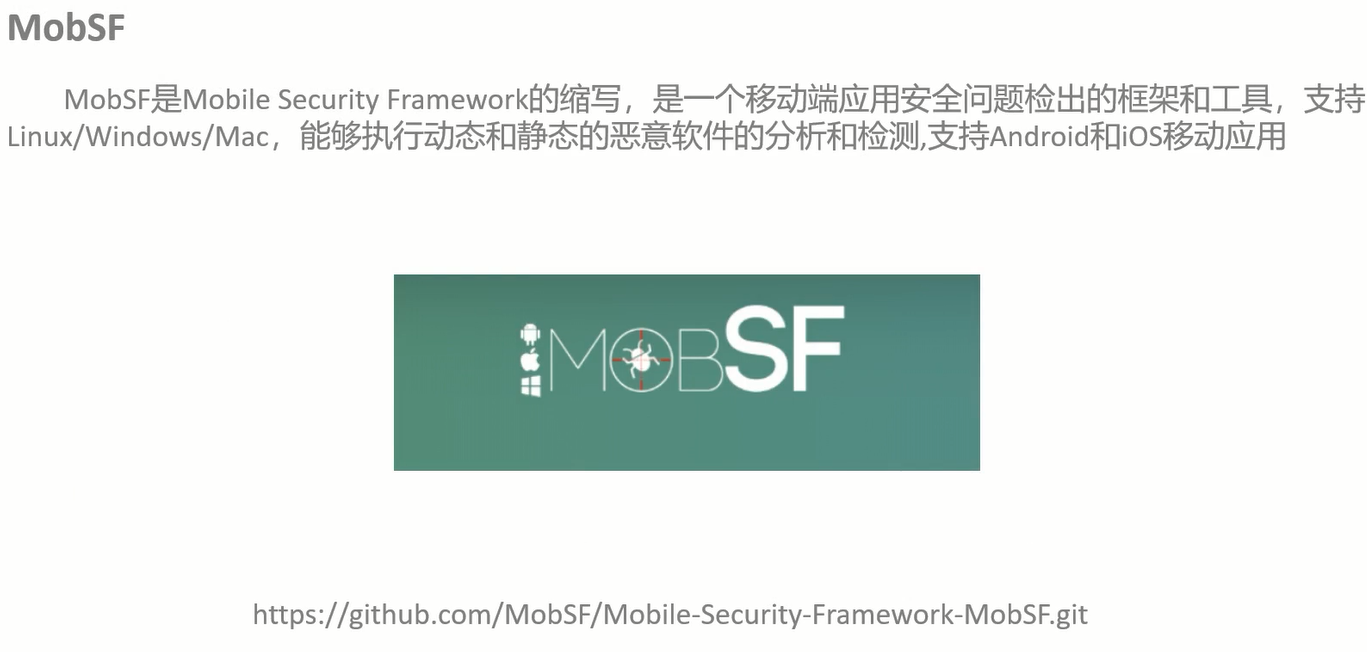 MobSF
MobSF是Mobile Security Framework的缩写，是一个移动端应用安全问题检出的框架和工具，支持
Linux/Windows/Mac，能够执行动态和静态的恶意软件的分析和检测,支持Android和iOS移动应用
MOBSF
https://github.com/MobSF/Mobile-Security-Framework-MobSF.git